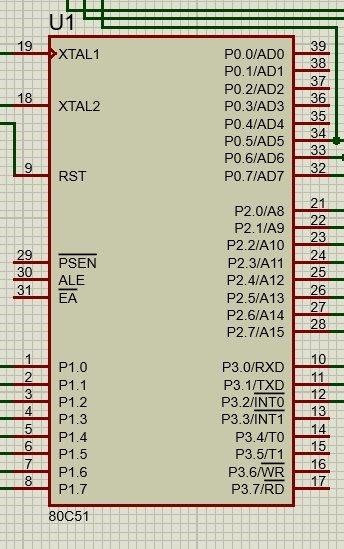 U1
19 XTAL1 P0.0/AD0 39
P0.1/AD1 38
P0.2/AD2 37
18 XTAL2 P0.3/AD3 36
P0.4/AD4 35
P0.5/AD5 34
P0.6/AD6 33
9 RST P0.7/AD7 32
P2.0/A8 21
P2.1/A9 22
P2.2/A10 23
29 PSEN P2.3/A11 24
30 ALE P2.4/A12 25
31 EA P2.5/A13 26
P2.6/A14 27
P2.7/A15 28
1 P1.0 P3.0/RXD 10
2 P1.1 P3.1/TXD 11
3 P1.2 P3.2/INT0 12
4 P1.3 P3.3/INT1 13
5 P1.4 P3.4/T0 14
6 P1.5 P3.5/T1 15
7 P1.6 P3.6/WR 16
8 P1.7 P3.7/RD 17
80C51